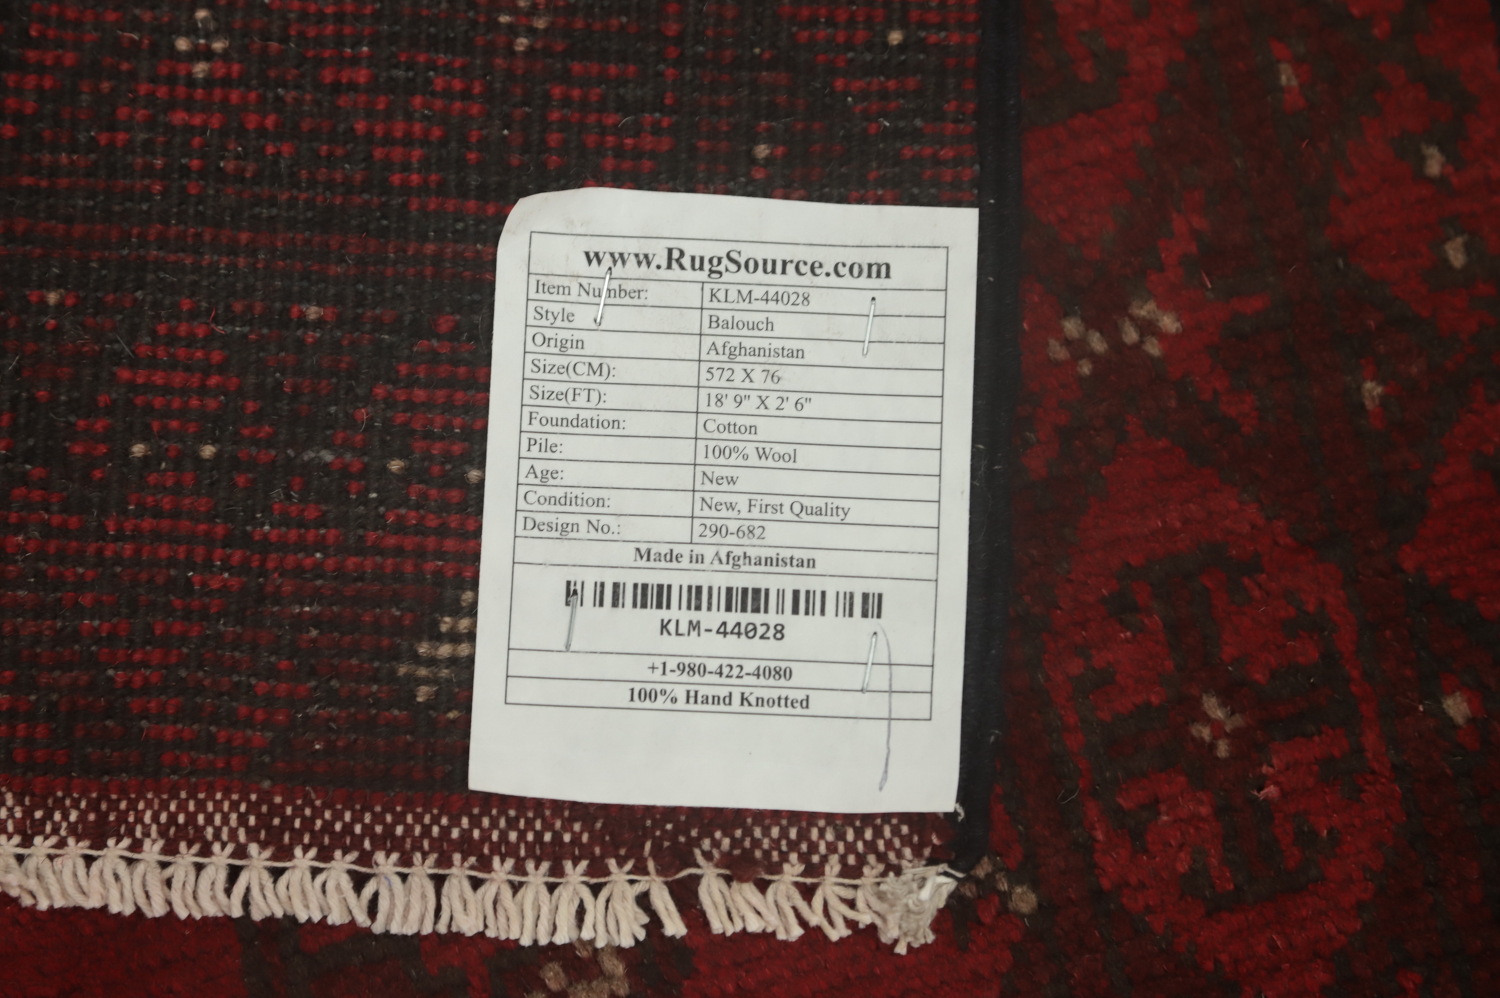 www.RugSource.com
Item Number: KLM-44028
Style Balouch
Origin Afghanistan
Size(CM): 572 X 76
Size(FT): 18' 9" X 2' 6"
Foundation: Cotton
Pile: 100% Wool
Age: New
Condition: New, First Quality
Design No.: 290-682
Made in Afghanistan
KLM-44028
+1-980-422-4080
100% Hand Knotted